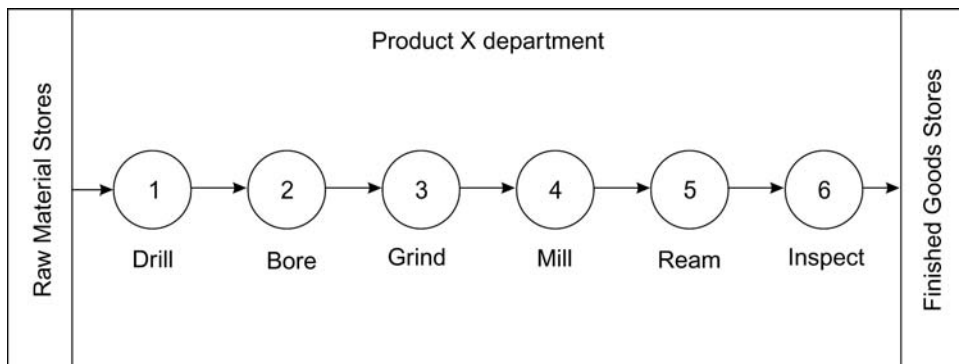 Product X department
Raw Material Stores
1
2
3
4
5
6
Drill
Bore
Grind
Mill
Ream
Inspect
Finished Goods Stores